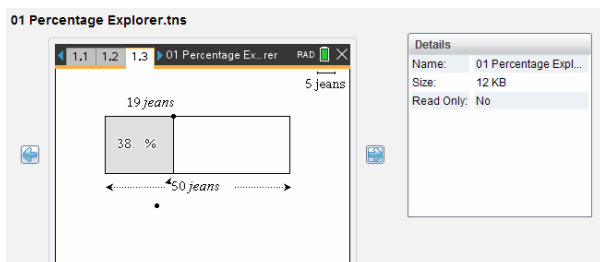 01 Percentage Explorer.tns
1.1 1.2 1.3 01 Percentage Ex...rer RAD
5 jeans
19 jeans
38. %
50 jeans
Details
Name: 01 Percentage Expl...
Size: 12 KB
Read Only: No